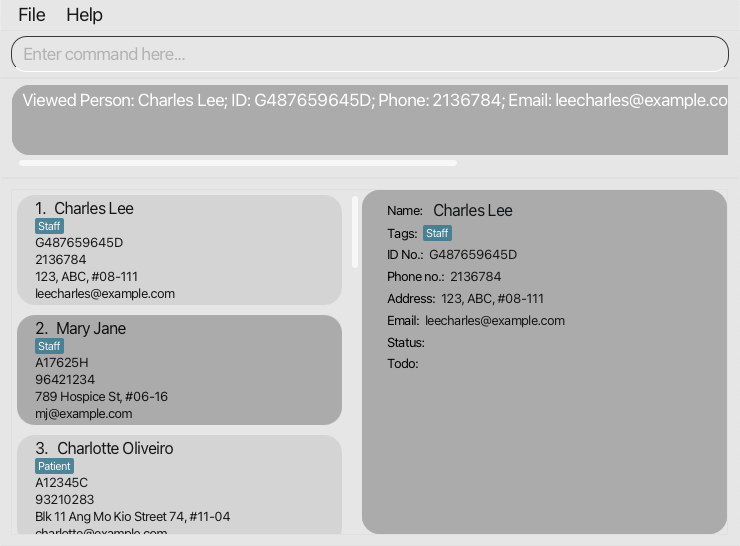 File Help
Enter command here...
Viewed Person: Charles Lee; ID: G487659645D; Phone: 2136784; Email: leecharles@example.co
1. Charles Lee
Staff
G487659645D
2136784
123, ABC, #08-111
leecharles@example.com
2. Mary Jane
Staff
A17625H
96421234
789 Hospice St, #06-16
mj@example.com
3. Charlotte Oliveiro
Patient
A12345C
93210283
Blk 11 Ang Mo Kio Street 74, #11-04
charlotte@example.com
Name: Charles Lee
Tags: Staff
ID No.: G487659645D
Phone no.: 2136784
Address: 123, ABC, #08-111
Email: leecharles@example.com
Status:
Todo: